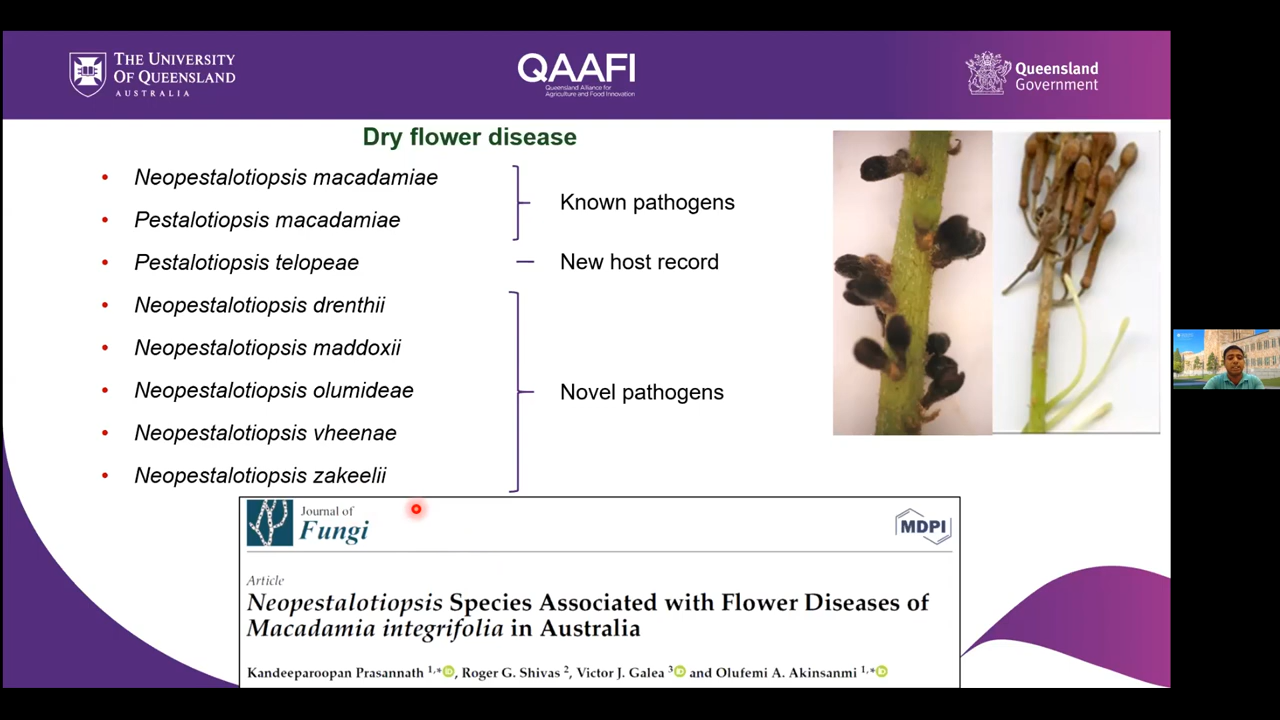 THE UNIVERSITY
OF QUEENSLAND
AUSTRALIA
QAAFI
Queensland Alliance for
Agriculture and Food Innovation
Queensland
Government
Dry flower disease
• Neopestalotiopsis macadamiae
• Pestalotiopsis macadamiae
Known pathogens
• Pestalotiopsis telopeae
New host record
• Neopestalotiopsis drenthii
• Neopestalotiopsis maddoxii
• Neopestalotiopsis olumideae
• Neopestalotiopsis vheenae
• Neopestalotiopsis zakeelii
Novel pathogens
Journal of
Fungi
MDPI
Article
Neopestalotiopsis Species Associated with Flower Diseases of
Macadamia integrifolia in Australia
Kandeeparoopan Prasannath 1,*, Roger G. Shivas 2, Victor J. Galea 3 and Olufemi A. Akinsanmi 1,*